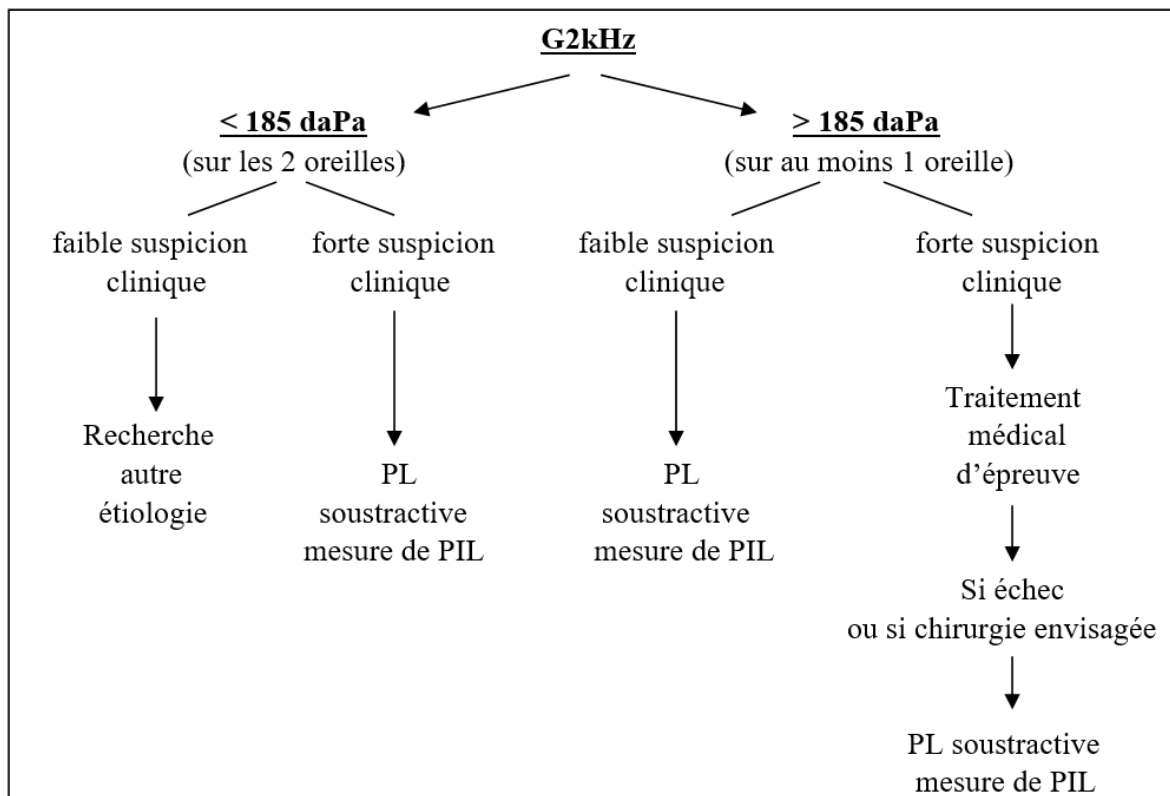 G2kHz
< 185 daPa
(sur les 2 oreilles)
> 185 daPa
(sur au moins 1 oreille)
faible suspicion
clinique
forte suspicion
clinique
faible suspicion
clinique
forte suspicion
clinique
Recherche
autre
étiologie
PL
soustractive
mesure de PIL
PL
soustractive
mesure de PIL
Traitement
médical
d’épreuve
Si échec
ou si chirurgie envisagée
PL soustractive
mesure de PIL